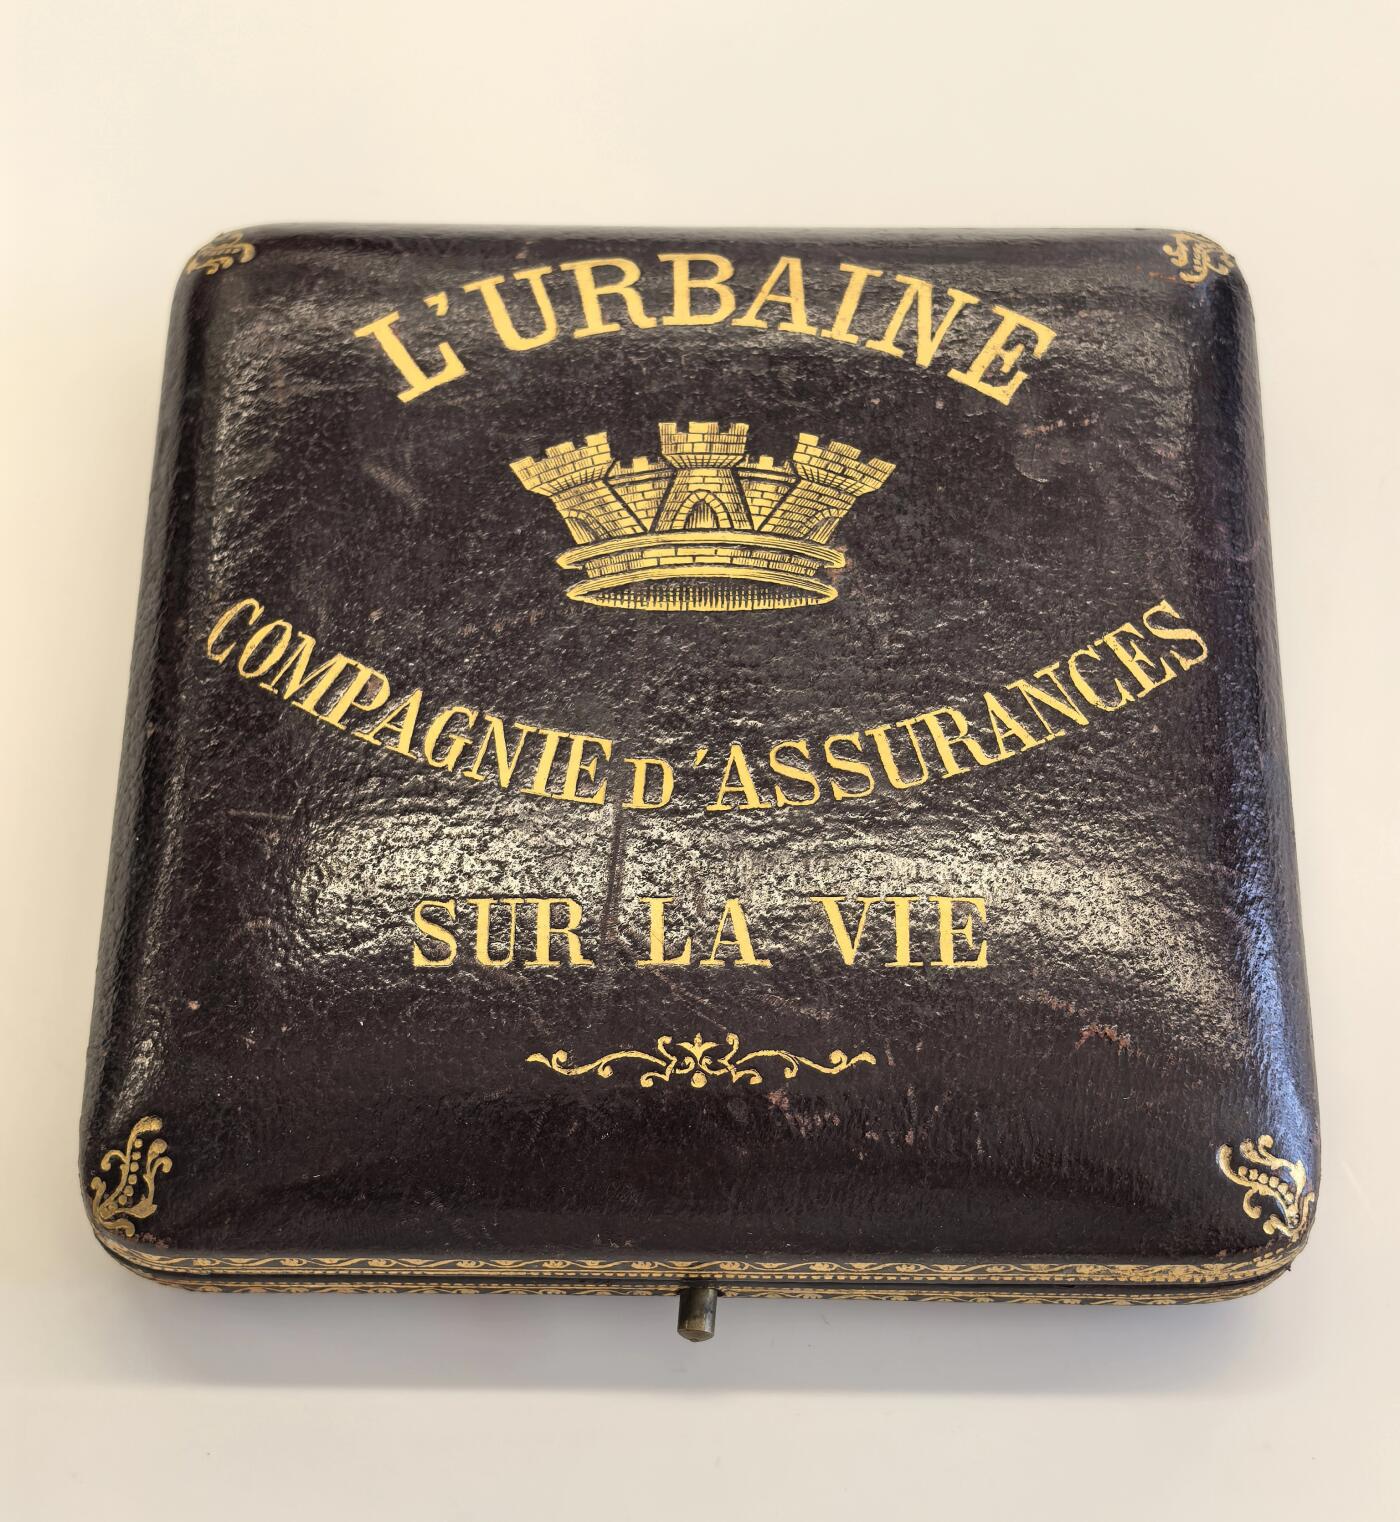 L'URBAINE
COMPAGNIE D'ASSURANCES
SUR LA VIE